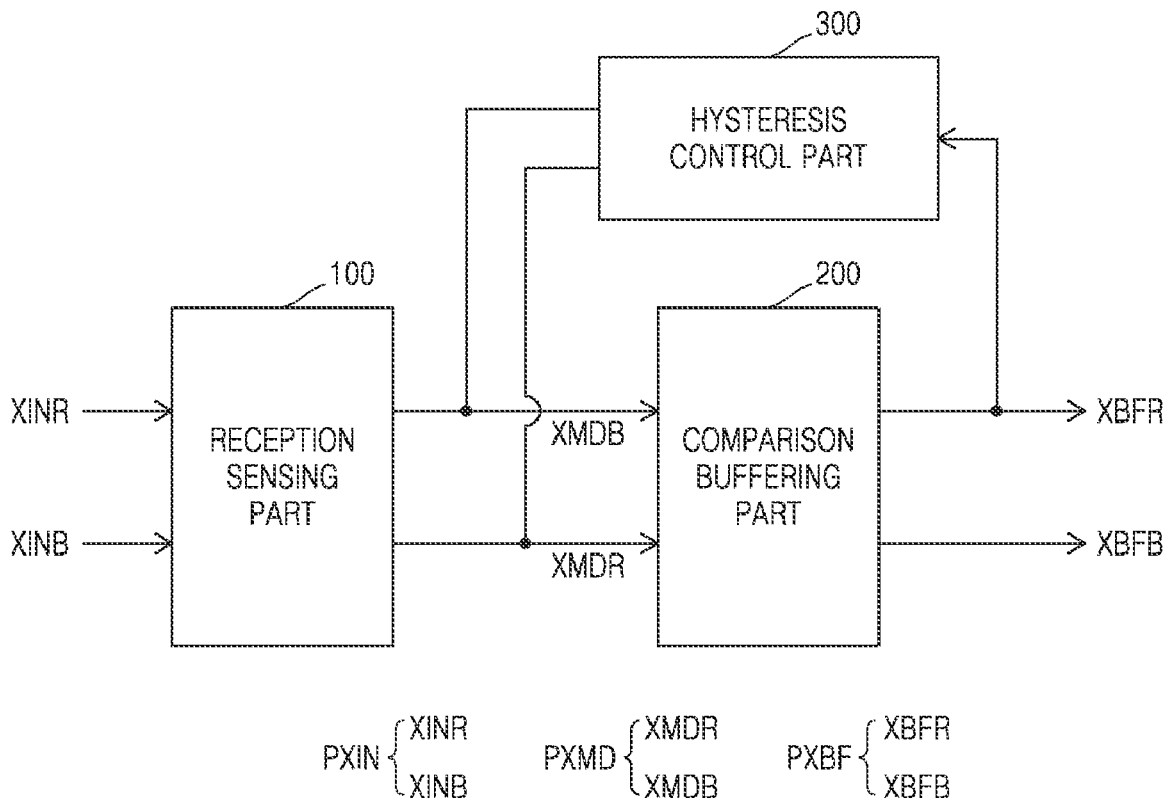 300
HYSTERESIS
CONTROL PART
100
200
XINR
RECEPTION
SENSING
PART
XINB
XMDB
XMDR
COMPARISON
BUFFERING
PART
XBFR
XBFB
PXIN { XINR
XINB
PXMD { XMDR
XMDB
PXBF { XBFR
XBFB